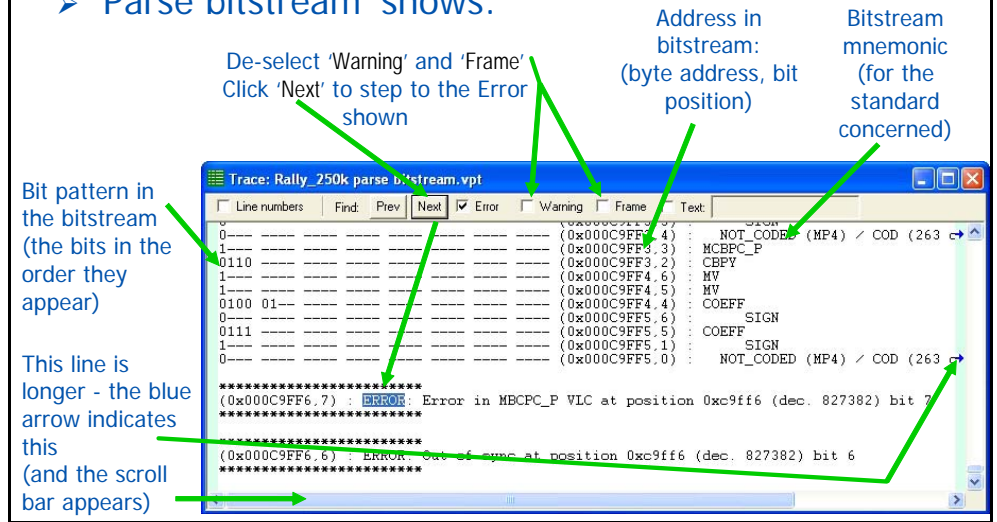 ➢ 'Parse bitstream' shows:
De-select 'Warning' and 'Frame'
Click 'Next' to step to the Error
shown
Address in
bitstream:
(byte address, bit
position)
Bitstream
mnemonic
(for the
standard
concerned)
Bit pattern in
the bitstream
(the bits in the
order they
appear)
This line is
longer - the blue
arrow indicates
this
(and the scroll
bar appears)
Trace: Rally_250k parse bitstream.vpt
Line numbers Find: Prev Next Error Warning Frame Text:
0--- ---- ---- ---- ---- ---- ---- ---- (0x000C9FF3,5) : SIGN
0--- ---- ---- ---- ---- ---- ---- ---- (0x000C9FF3,4) : NOT_CODED (MP4) / COD (263 c
1--- ---- ---- ---- ---- ---- ---- ---- (0x000C9FF3,3) : MCBPC_P
0110 ---- ---- ---- ---- ---- ---- ---- (0x000C9FF3,2) : CBPY
1--- ---- ---- ---- ---- ---- ---- ---- (0x000C9FF4,6) : MV
1--- ---- ---- ---- ---- ---- ---- ---- (0x000C9FF4,5) : MV
0100 01-- ---- ---- ---- ---- ---- ---- (0x000C9FF4,4) : COEFF
(0x000C9FF5,6) : SIGN
0111 ---- ---- ---- ---- ---- ---- ---- (0x000C9FF5,5) : COEFF
1--- ---- ---- ---- ---- ---- ---- ---- (0x000C9FF5,1) : SIGN
0--- ---- ---- ---- ---- ---- ---- ---- (0x000C9FF5,0) : NOT_CODED (MP4) / COD (263 c
************************
(0x000C9FF6,7) : ERROR: Error in MBCPC_P VLC at position 0xc9ff6 (dec. 827382) bit 7
************************
************************
(0x000C9FF6,6) : ERROR: Out of sync at position 0xc9ff6 (dec. 827382) bit 6
************************